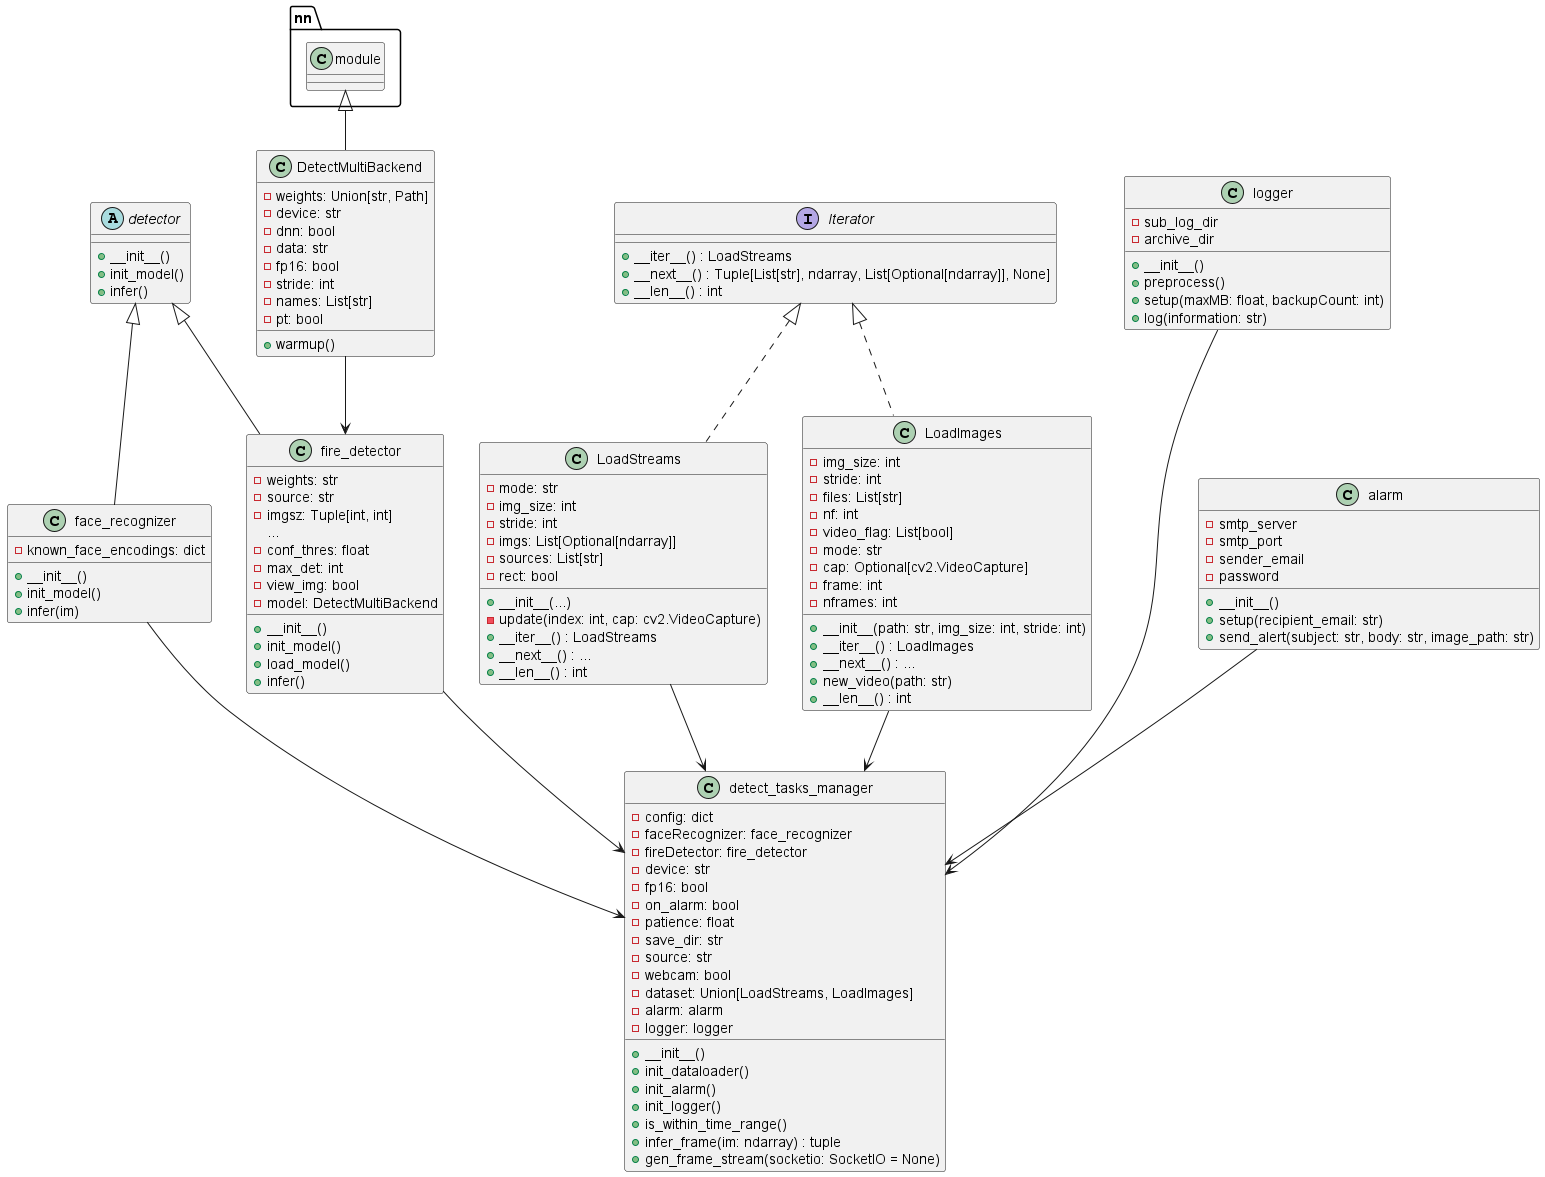 nn
C module
C DetectMultiBackend
weights: Union[str, Path]
device: str
dnn: bool
data: str
fp16: bool
stride: int
names: List[str]
pt: bool
warmup()
A detector
__init__()
init_model()
infer()
I Iterator
__iter__() : LoadStreams
__next__() : Tuple[List[str], ndarray, List[Optional[ndarray]], None]
__len__() : int
C logger
sub_log_dir
archive_dir
__init__()
preprocess()
setup(maxMB: float, backupCount: int)
log(information: str)
C face_recognizer
known_face_encodings: dict
__init__()
init_model()
infer(im)
C fire_detector
weights: str
source: str
imgsz: Tuple[int, int]
...
conf_thres: float
max_det: int
view_img: bool
model: DetectMultiBackend
__init__()
init_model()
load_model()
infer()
C LoadStreams
mode: str
img_size: int
stride: int
imgs: List[Optional[ndarray]]
sources: List[str]
rect: bool
__init__(...)
update(index: int, cap: cv2.VideoCapture)
__iter__() : LoadStreams
__next__() : ...
__len__() : int
C LoadImages
img_size: int
stride: int
files: List[str]
nf: int
video_flag: List[bool]
mode: str
cap: Optional[cv2.VideoCapture]
frame: int
nframes: int
__init__(path: str, img_size: int, stride: int)
__iter__() : LoadImages
__next__() : ...
new_video(path: str)
__len__() : int
C alarm
smtp_server
smtp_port
sender_email
password
__init__()
setup(recipient_email: str)
send_alert(subject: str, body: str, image_path: str)
C detect_tasks_manager
config: dict
faceRecognizer: face_recognizer
fireDetector: fire_detector
device: str
fp16: bool
on_alarm: bool
patience: float
save_dir: str
source: str
webcam: bool
dataset: Union[LoadStreams, LoadImages]
alarm: alarm
logger: logger
__init__()
init_dataloader()
init_alarm()
init_logger()
is_within_time_range()
infer_frame(im: ndarray) : tuple
gen_frame_stream(socketio: SocketIO = None)